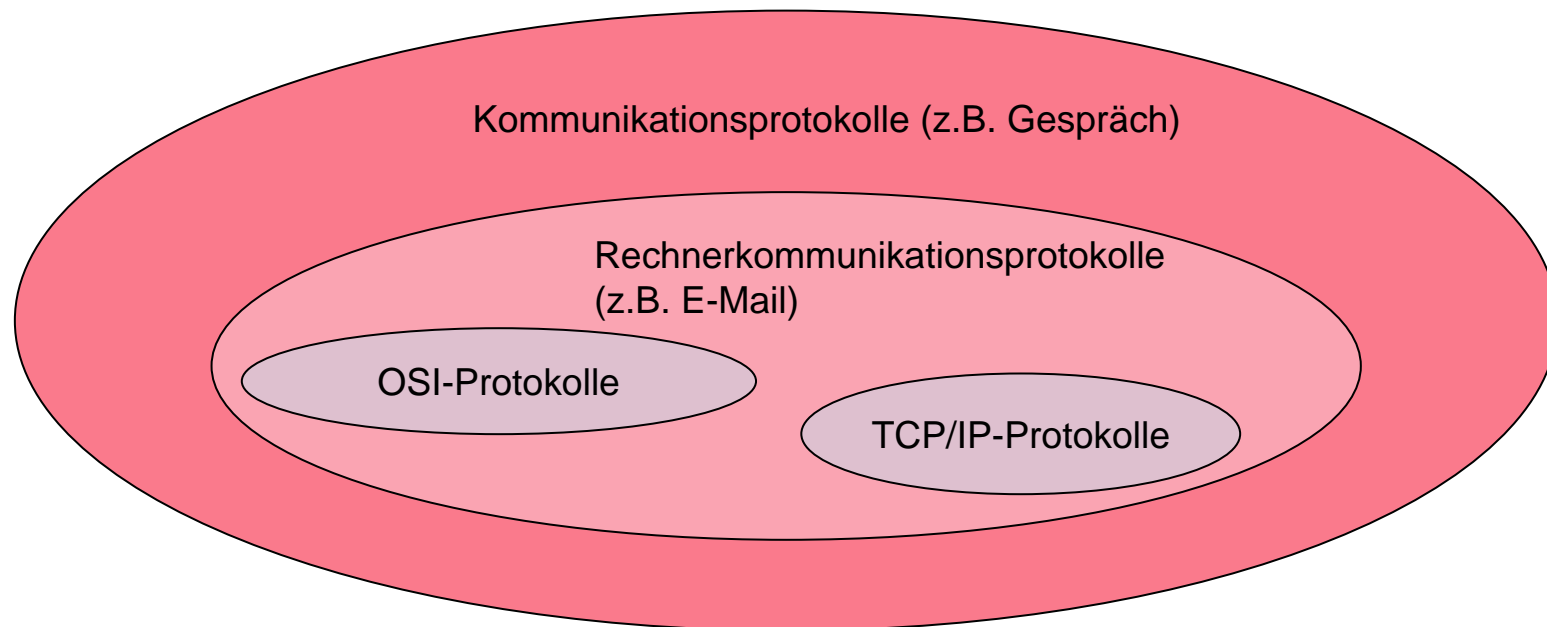 Kommunikationsprotokolle (z.B. Gespräch)
Rechnerkommunikationsprotokolle
(z.B. E-Mail)
OSI-Protokolle
TCP/IP-Protokolle